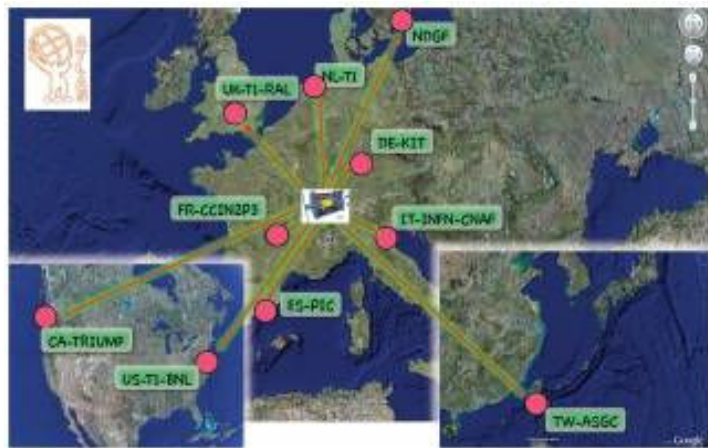 NDGF
NL-T1
UK-T1-RAL
DE-KIT
FR-CCIN2P3
IT-INFN-CNAF
ES-PIC
CA-TRIUMF
US-T1-BNL
TW-ASGC
Google